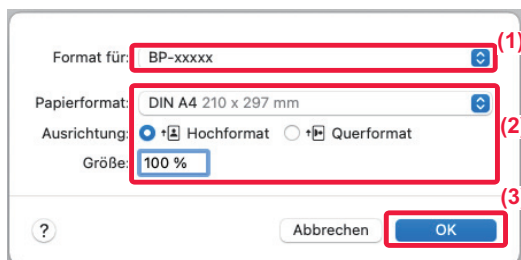 (1)
Format für: BP-xxxxx
Papierformat: DIN A4 210 x 297 mm
(2)
Ausrichtung: Hochformat Querformat
Größe: 100 %
(3
? Abbrechen OK